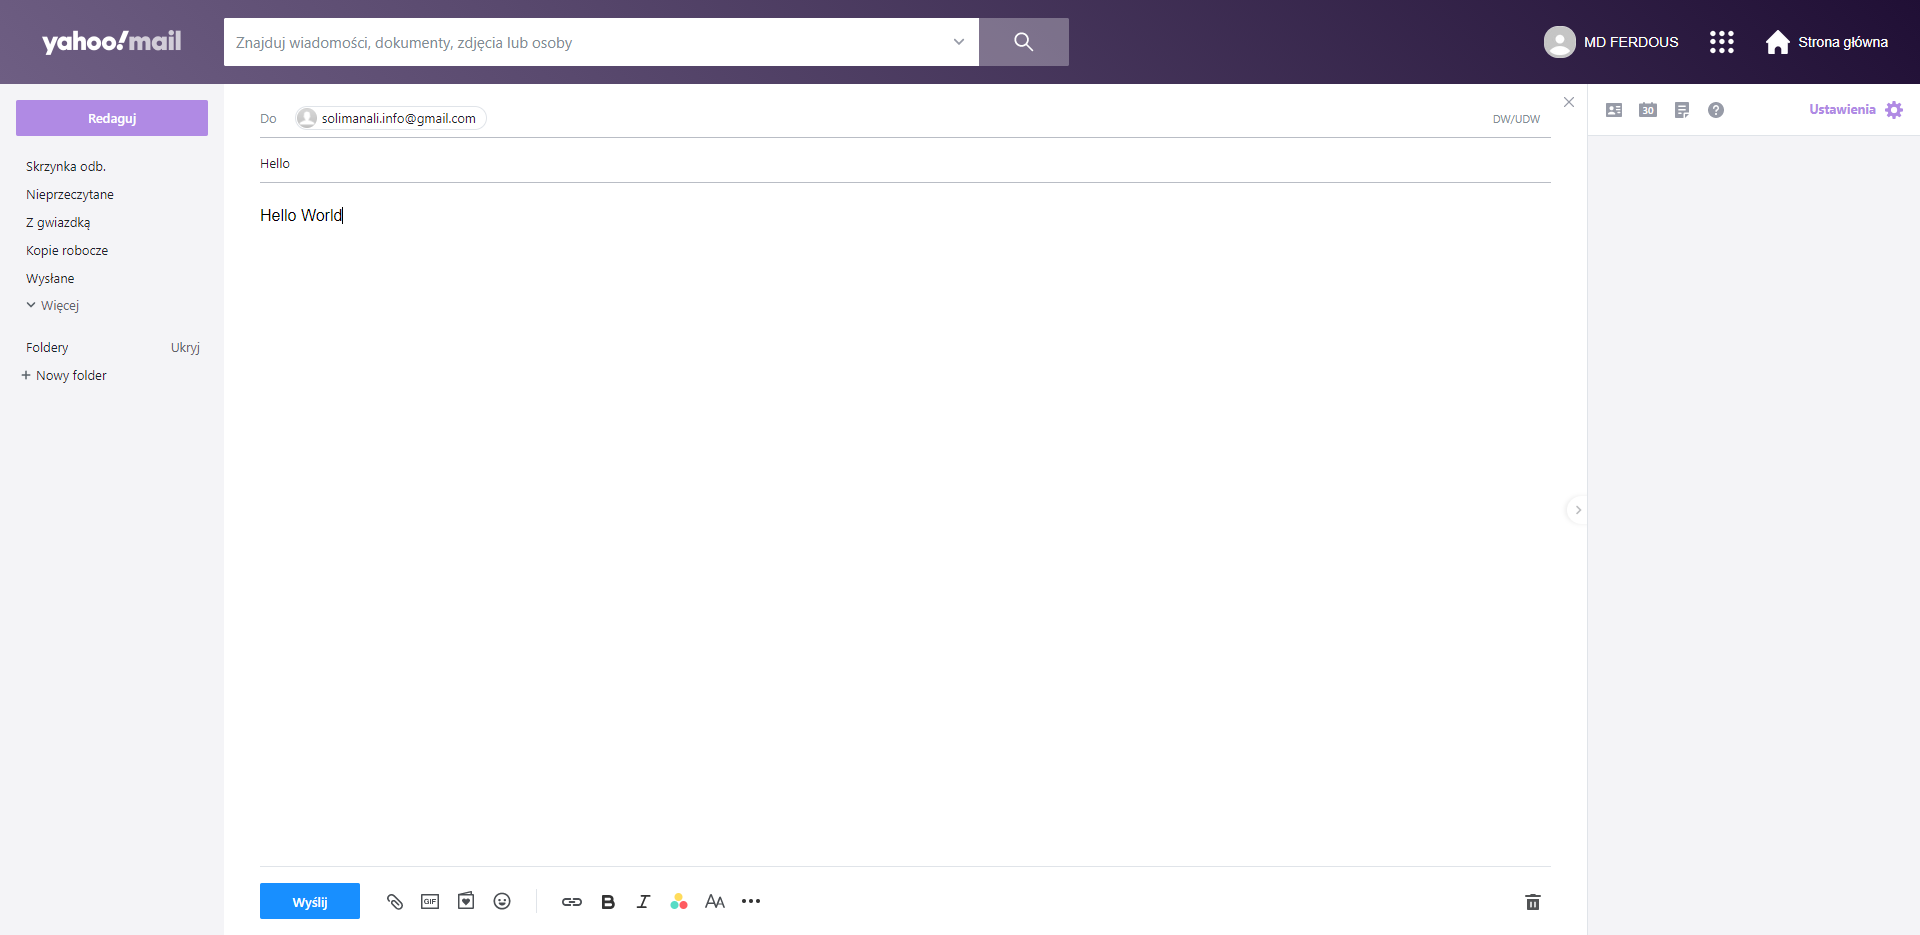 yahoo!mail
Znajduj wiadomości, dokumenty, zdjęcia lub osoby
MD FERDOUS
Strona główna
Redaguj
Skrzynka odb.
Nieprzeczytane
Z gwiazdką
Kopie robocze
Wysłane
Więcej
Foldery Ukryj
+ Nowy folder
Do solimanali.info@gmail.com DW/UDW
Hello
Hello World
30
Ustawienia
Wyślij
GIF
B I AA